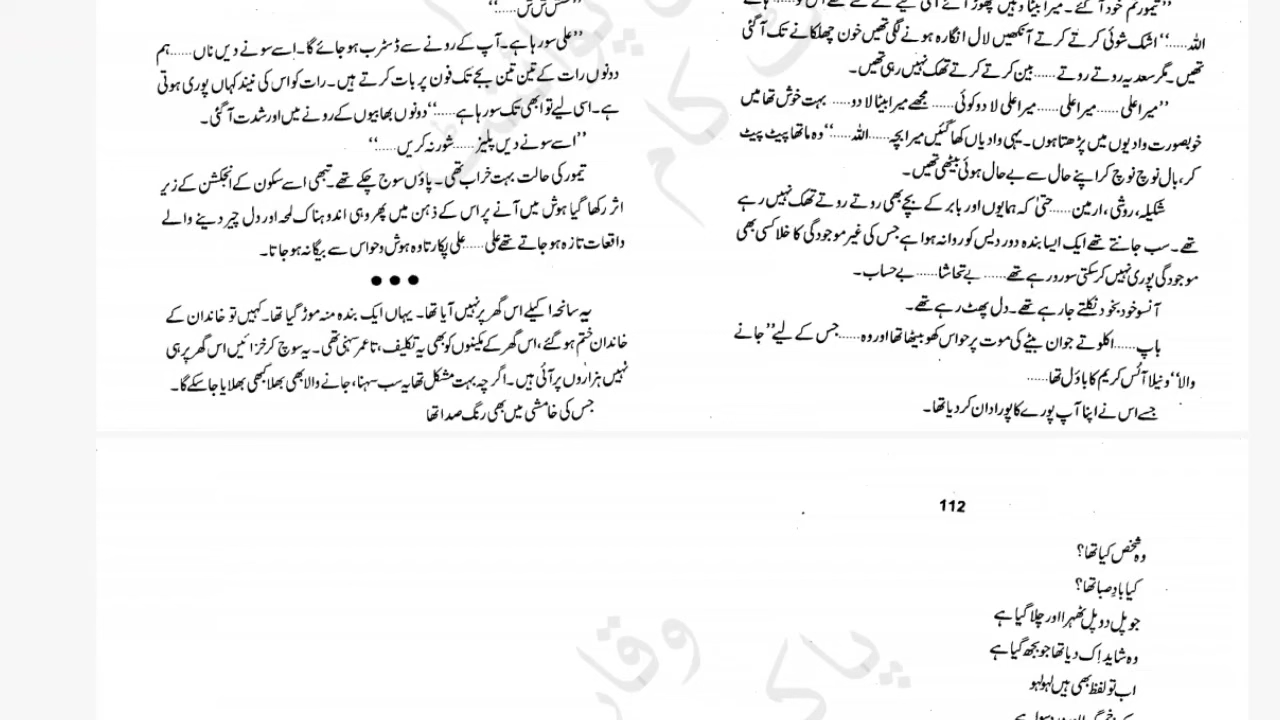 اللہ......‘‘ اشک شوئی کرتے کرتے آنکھیں لال انگارہ ہونے لگی تھیں خون چھلکانے تک آ گئی
تھیں۔ مگر سعدیہ روتے روتے...... بین کرتے کرتے تھک نہیں رہی تھیں۔
’’میرا علی...... میرا علی...... میرا علی لا دو کوئی...... مجھے میرا بیٹا لا دو...... بہت خوش تھا میں
خوبصورت وادیوں میں پڑھتا ہوں۔ یہی وادیاں کھا گئیں میرا بچہ...... اللہ......‘‘ وہ ماتھا پیٹ پیٹ
کر، بال نوچ نوچ کر اپنے حال سے بے حال ہوئی بیٹھی تھیں۔
شکیلہ، روشی، ارمین...... حتیٰ کہ ہمایوں اور بابر کے بچے بھی روتے روتے تھک نہیں رہے
تھے۔ سب جانتے تھے ایک ایسا بندہ دور دیس کو روانہ ہوا ہے جس کی غیر موجودگی کا خلا کسی بھی
موجودگی پوری نہیں کر سکتی سو رو رہے تھے...... بے تحاشا...... بے حساب۔
آنسو خود بخود نکلتے جا رہے تھے۔ دل پھٹ رہے تھے۔
باپ...... اکلوتے جوان بیٹے کی موت پر حواس کھو بیٹھا تھا اور وہ...... جس کے لیے ’’جانے
والا‘‘ ونیلا آئس کریم کا باؤل تھا......
جسے اس نے اپنا آپ پورے کا پورا دان کر دیا تھا۔
’’علی سو رہا ہے۔ آپ کے رونے سے ڈسٹرب ہو جائے گا۔ اسے سونے دیں ناں...... ہم
دونوں رات کے تین تین بجے تک فون پر بات کرتے ہیں۔ رات کو اس کی نیند کہاں پوری ہوتی
ہے۔ اسی لیے تو ابھی تک سو رہا ہے......‘‘ دونوں بھابیوں کے رونے میں اور شدت آ گئی۔
’’اسے سونے دیں پلیز...... شور نہ کریں......‘‘
تیمور کی حالت بہت خراب تھی۔ پاؤں سوج چکے تھے۔ تبھی اسے سکون کے انجکشن کے زیر
اثر رکھا گیا ہوش میں آنے پر اس کے ذہن میں پھر وہی اندوہناک لمحہ اور دل چیر دینے والے
واقعات تازہ ہو جاتے تھے علی...... علی پکارتا وہ ہوش و حواس سے بیگانہ ہو جاتا۔
●●●
یہ سانحہ اکیلے اس گھر پر نہیں آیا تھا۔ یہاں ایک بندہ منہ موڑ گیا تھا۔ کہیں تو خاندان کے
خاندان ختم ہو گئے، اس گھر کے مکینوں کو بھی یہ تکلیف، تا عمر سہنی تھی۔ یہ سوچ کر خزائیں اس گھر پر ہی
نہیں ہزاروں پر آئی ہیں۔ اگرچہ بہت مشکل تھا یہ سب سہنا، جانے والا بھی بھلا کبھی بھلایا جا سکے گا۔
جس کی خامشی میں بھی رنگ صدا تھا
112
وہ شخص کیا تھا؟
کیا بادِ صبا تھا؟
جو پل دو پل ٹھہرا اور چلا گیا ہے
وہ شاید اِک دیا تھا جو بجھ گیا ہے
اب تو لفظ بھی ہیں لہو لہو